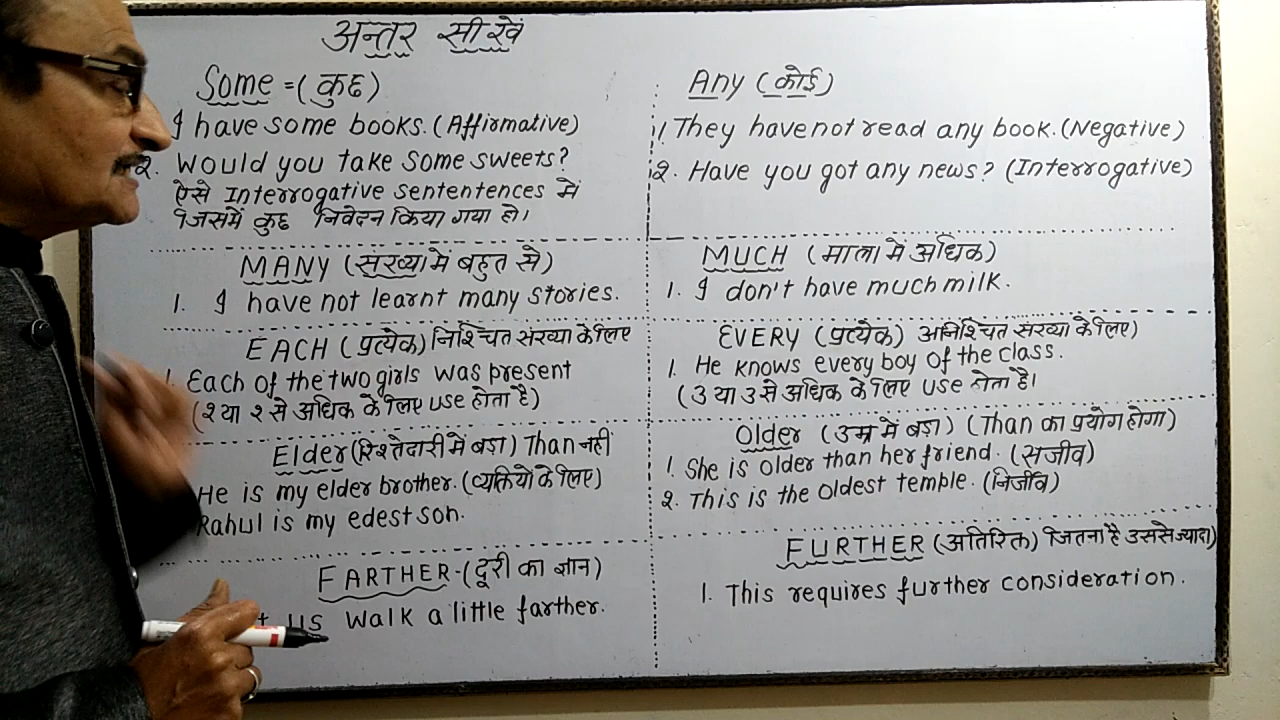 अन्तर सीखें
Some =( कुछ )
I have some books. (Affirmative)
2. Would you take some sweets?
ऐसे Interrogative sententences में
जिसमें कुछ निवेदन किया गया हो।
Any ( कोई )
1. They have not read any book. (Negative)
2. Have you got any news? (Interrogative)
MANY (संख्या में बहुत से)
1. I have not learnt many stories.
MUCH (मात्रा में अधिक)
1. I don't have much milk.
EACH (प्रत्येक) निश्चित संख्या के लिए
1. Each of the two girls was present
(२ या २ से अधिक के लिए use होता है)
EVERY (प्रत्येक) अनिश्चित संख्या के लिए)
1. He knows every boy of the class.
(३ या ३ से अधिक के लिए use होता है।
Elder (रिश्तेदारी में बड़ा) Than नहीं
He is my elder brother. (व्यक्तियों के लिए)
Rahul is my edest son.
Older (उम्र में बड़ा) (Than का प्रयोग होगा)
1. She is older than her friend. (सजीव)
2. This is the oldest temple. (निर्जीव)
FARTHER-(दूरी का ज्ञान)
us walk a little farther.
FURTHER (अतिरिक्त) जितना है उससे ज्यादा)
1. This requires further consideration.